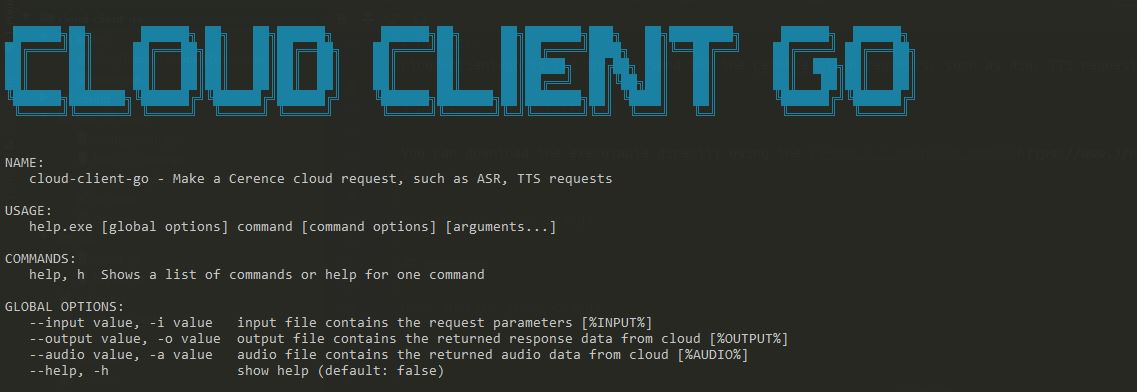 CLOUD CLIENT GO
NAME:
cloud-client-go - Make a Cerence cloud request, such as ASR, TTS requests
USAGE:
help.exe [global options] command [command options] [arguments...]
COMMANDS:
help, h  Shows a list of commands or help for one command
GLOBAL OPTIONS:
--input value, -i value   input file contains the request parameters [%INPUT%]
--output value, -o value  output file contains the returned response data from cloud [%OUTPUT%]
--audio value, -a value   audio file contains the returned audio data from cloud [%AUDIO%]
--help, -h                show help (default: false)